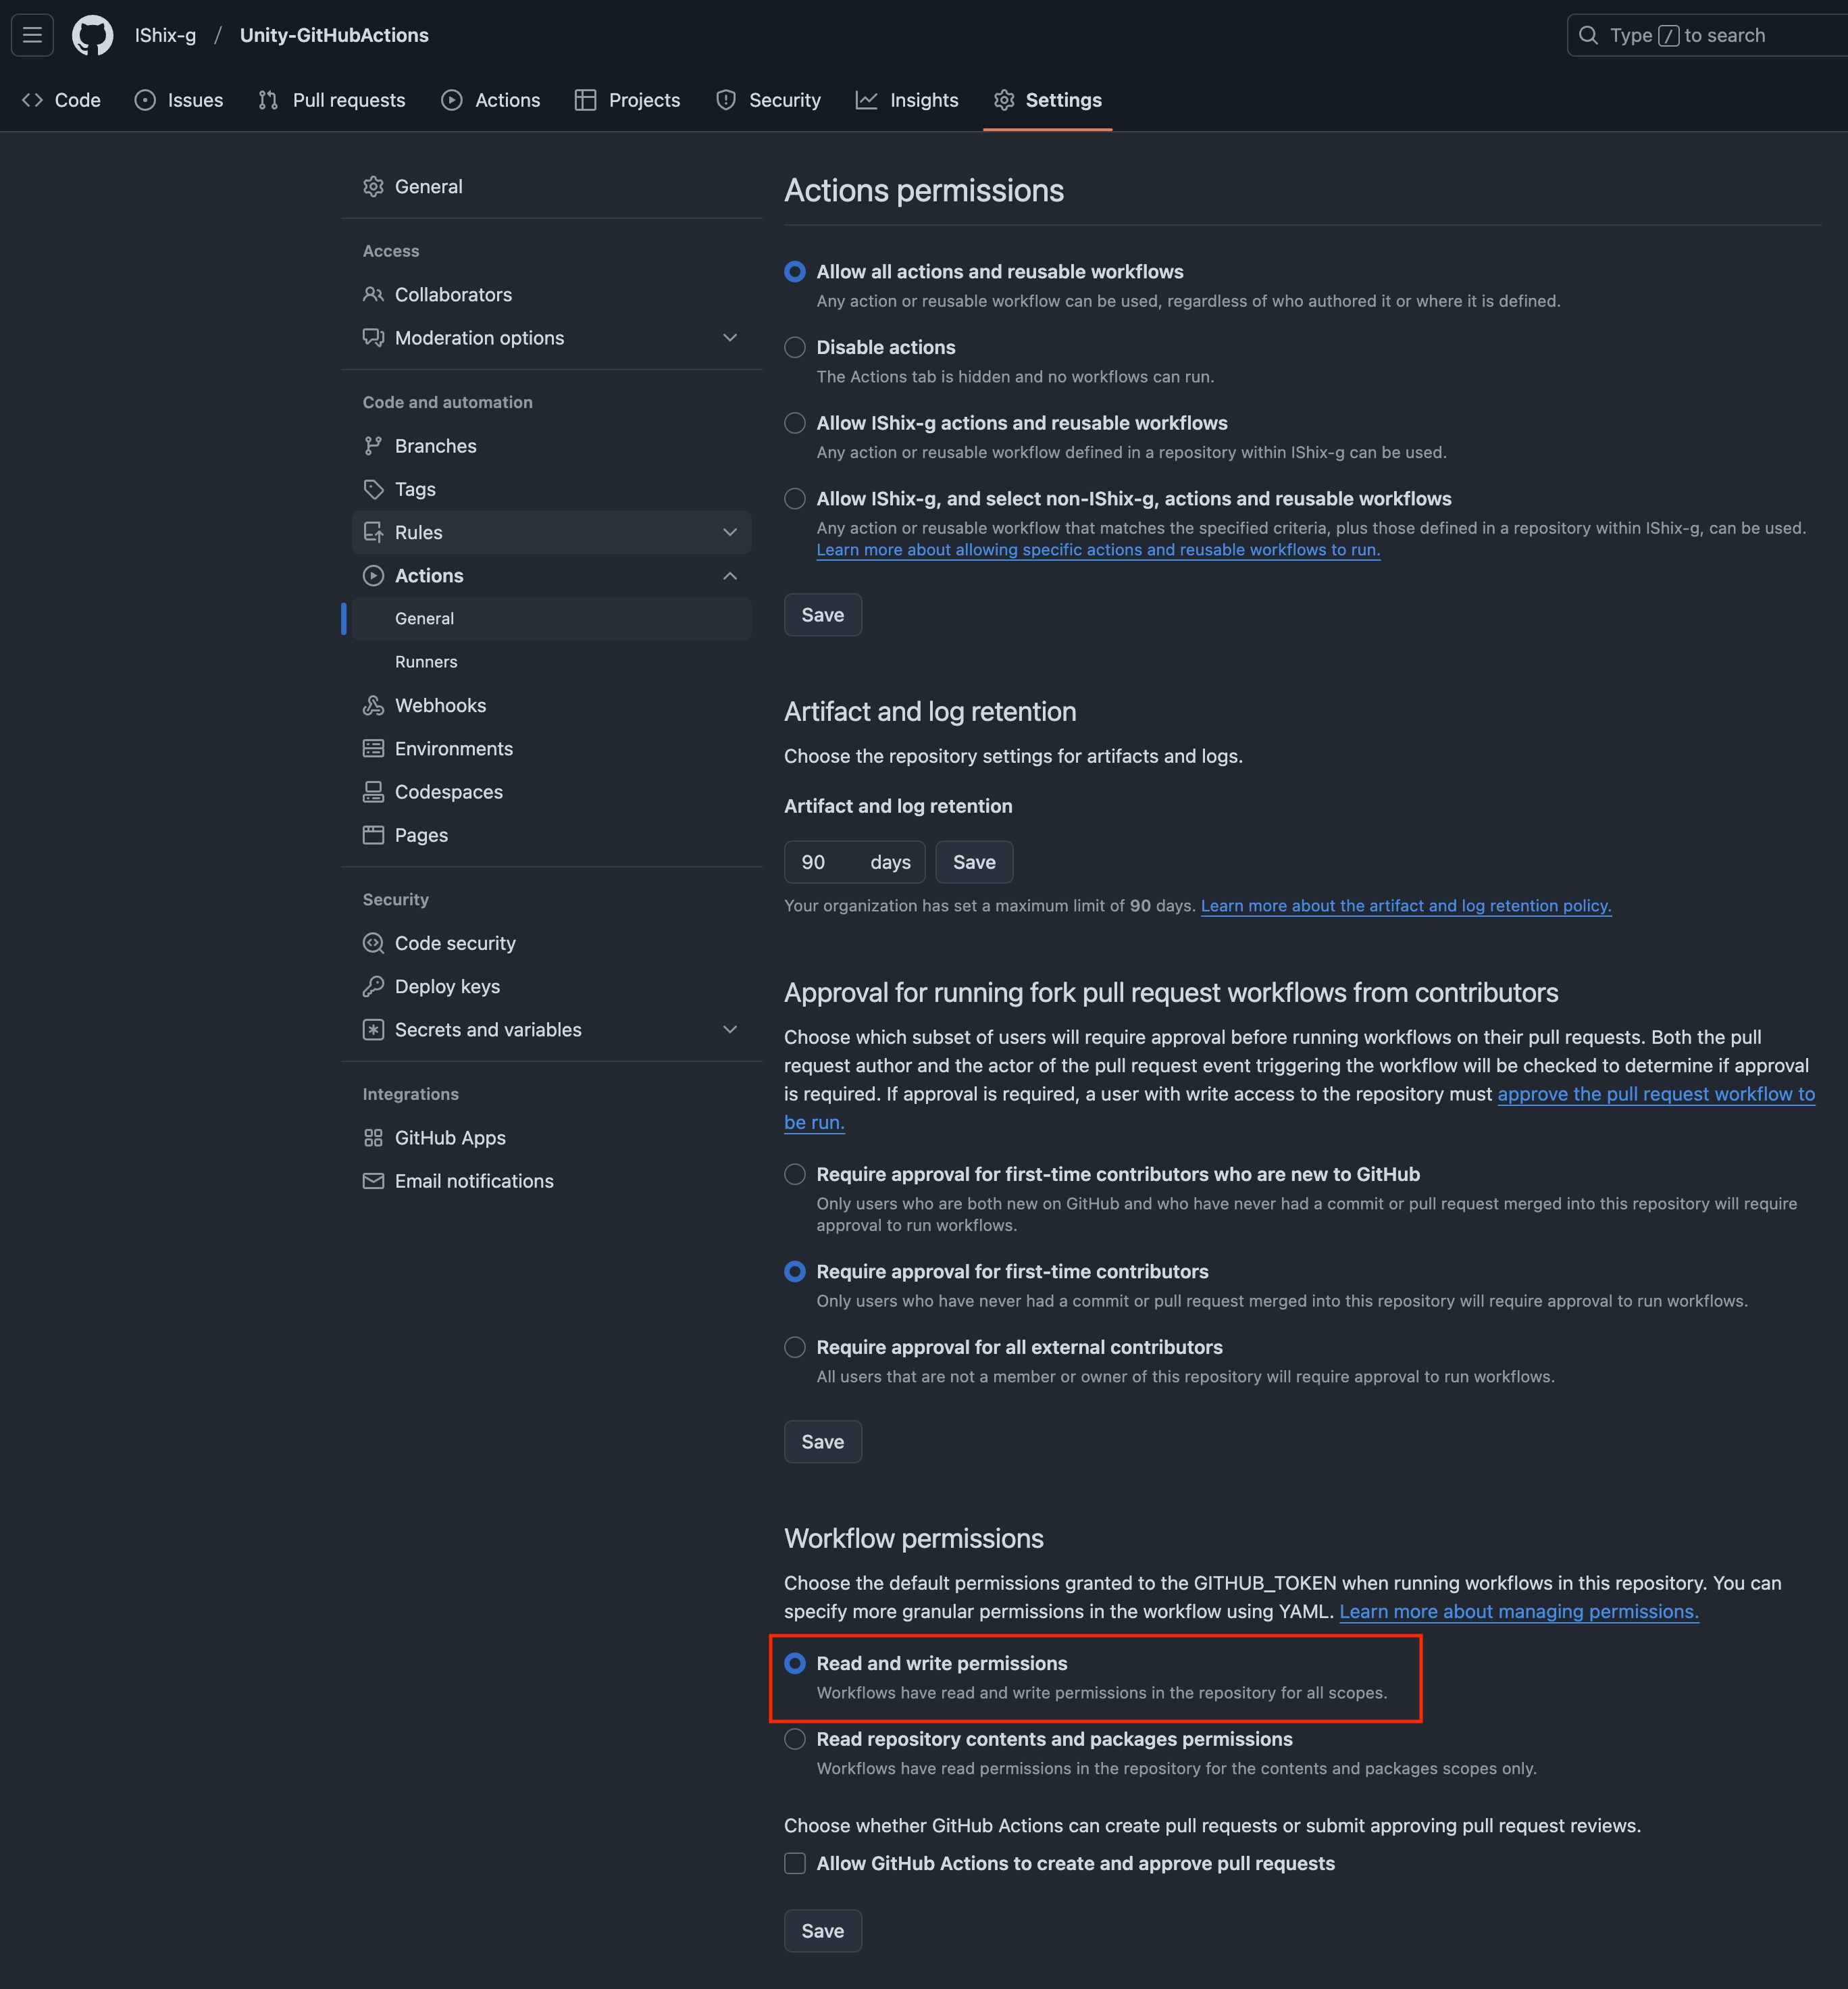 IShix-g / Unity-GitHubActions
Type / to search
Code Issues Pull requests Actions Projects Security Insights Settings
General
Access
Collaborators
Moderation options
Code and automation
Branches
Tags
Rules
Actions
General
Runners
Webhooks
Environments
Codespaces
Pages
Security
Code security
Deploy keys
Secrets and variables
Integrations
GitHub Apps
Email notifications
Actions permissions
Allow all actions and reusable workflows
Any action or reusable workflow can be used, regardless of who authored it or where it is defined.
Disable actions
The Actions tab is hidden and no workflows can run.
Allow IShix-g actions and reusable workflows
Any action or reusable workflow defined in a repository within IShix-g can be used.
Allow IShix-g, and select non-IShix-g, actions and reusable workflows
Any action or reusable workflow that matches the specified criteria, plus those defined in a repository within IShix-g, can be used.
Learn more about allowing specific actions and reusable workflows to run.
Save
Artifact and log retention
Choose the repository settings for artifacts and logs.
Artifact and log retention
90 days Save
Your organization has set a maximum limit of 90 days. Learn more about the artifact and log retention policy.
Approval for running fork pull request workflows from contributors
Choose which subset of users will require approval before running workflows on their pull requests. Both the pull
request author and the actor of the pull request event triggering the workflow will be checked to determine if approval
is required. If approval is required, a user with write access to the repository must approve the pull request workflow to
be run.
Require approval for first-time contributors who are new to GitHub
Only users who are both new on GitHub and who have never had a commit or pull request merged into this repository will require
approval to run workflows.
Require approval for first-time contributors
Only users who have never had a commit or pull request merged into this repository will require approval to run workflows.
Require approval for all external contributors
All users that are not a member or owner of this repository will require approval to run workflows.
Save
Workflow permissions
Choose the default permissions granted to the GITHUB_TOKEN when running workflows in this repository. You can
specify more granular permissions in the workflow using YAML. Learn more about managing permissions.
Read and write permissions
Workflows have read and write permissions in the repository for all scopes.
Read repository contents and packages permissions
Workflows have read permissions in the repository for the contents and packages scopes only.
Choose whether GitHub Actions can create pull requests or submit approving pull request reviews.
Allow GitHub Actions to create and approve pull requests
Save